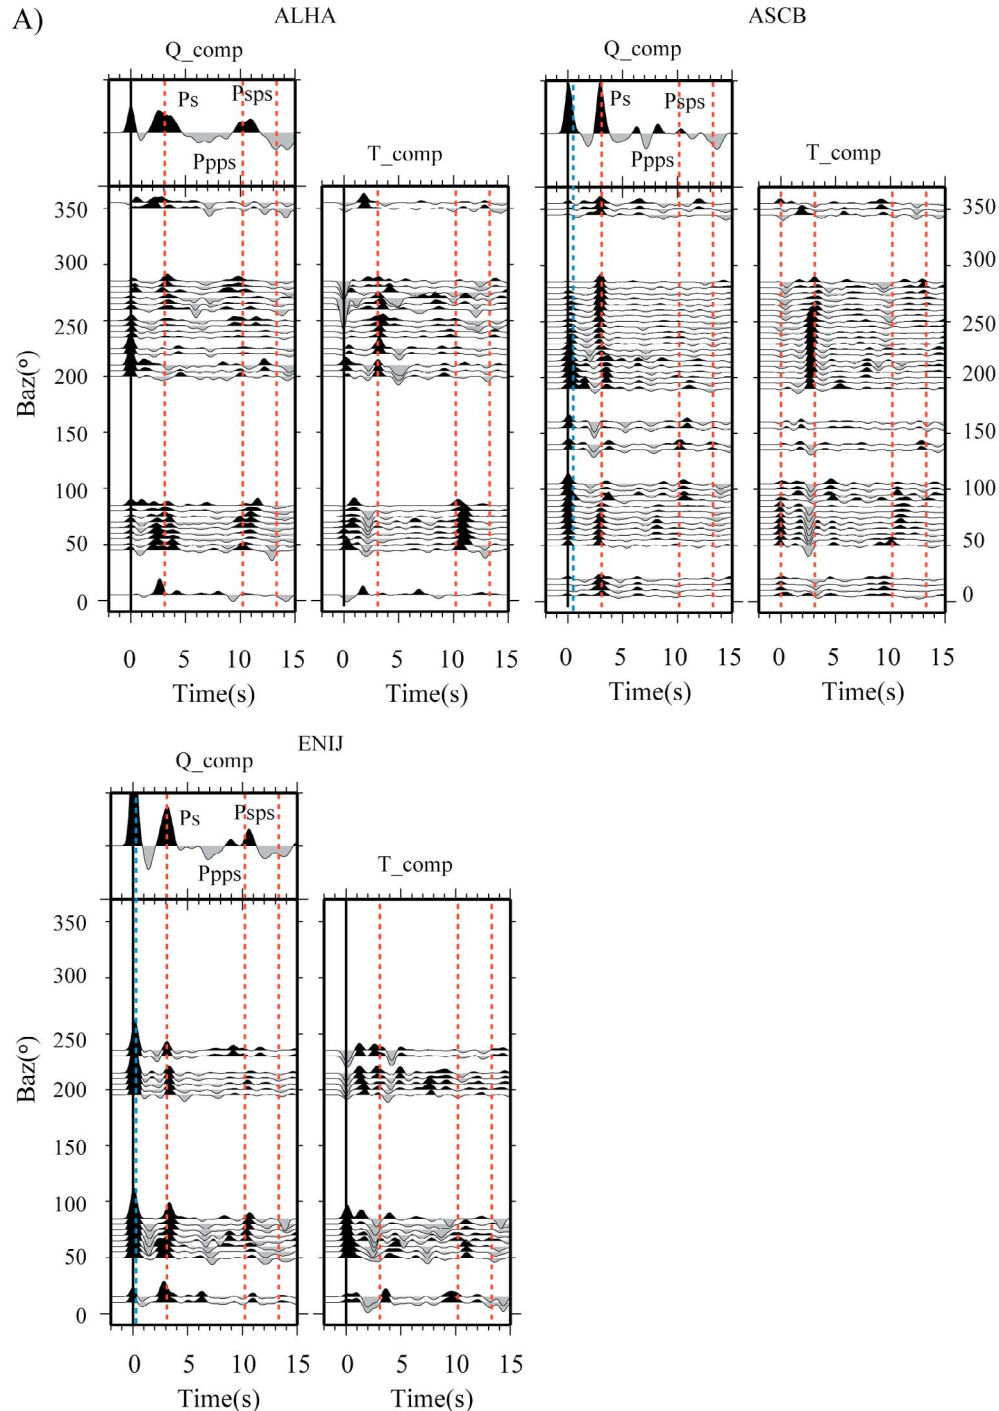 A)
ALHA
ASCB
Q_comp
Q_comp
Ps
Psps
Ppps
T_comp
Ps
Psps
Ppps
T_comp
350
300
250
200
150
100
50
0
Baz(°)
350
300
250
200
150
100
50
0
0 5 10 15
0 5 10 15
0 5 10 15
0 5 10 15
Time(s)
Time(s)
Time(s)
Time(s)
ENIJ
Q_comp
Ps
Psps
Ppps
T_comp
350
300
250
200
150
100
50
0
Baz(°)
0 5 10 15
0 5 10 15
Time(s)
Time(s)